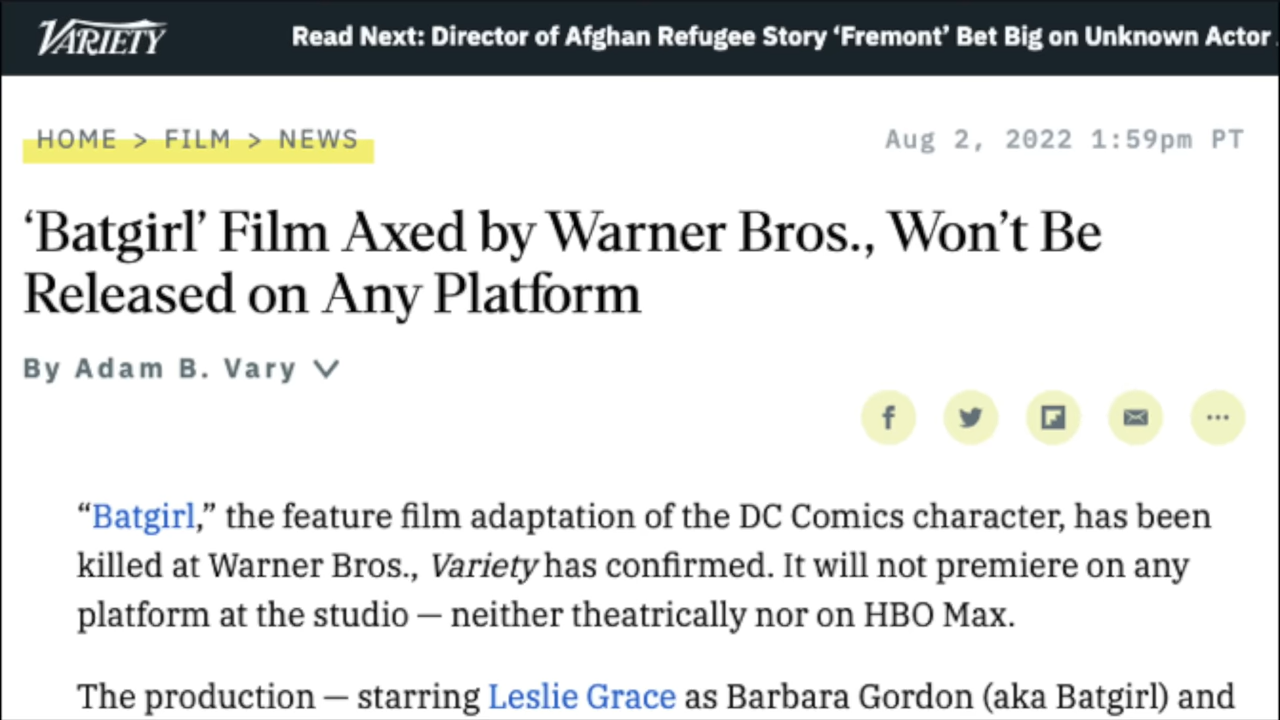 VARIETY
Read Next: Director of Afghan Refugee Story ‘Fremont’ Bet Big on Unknown Actor
HOME > FILM > NEWS
Aug 2, 2022 1:59pm PT
‘Batgirl’ Film Axed by Warner Bros., Won’t Be
Released on Any Platform
By Adam B. Vary
“Batgirl,” the feature film adaptation of the DC Comics character, has been
killed at Warner Bros., Variety has confirmed. It will not premiere on any
platform at the studio — neither theatrically nor on HBO Max.
The production — starring Leslie Grace as Barbara Gordon (aka Batgirl) and